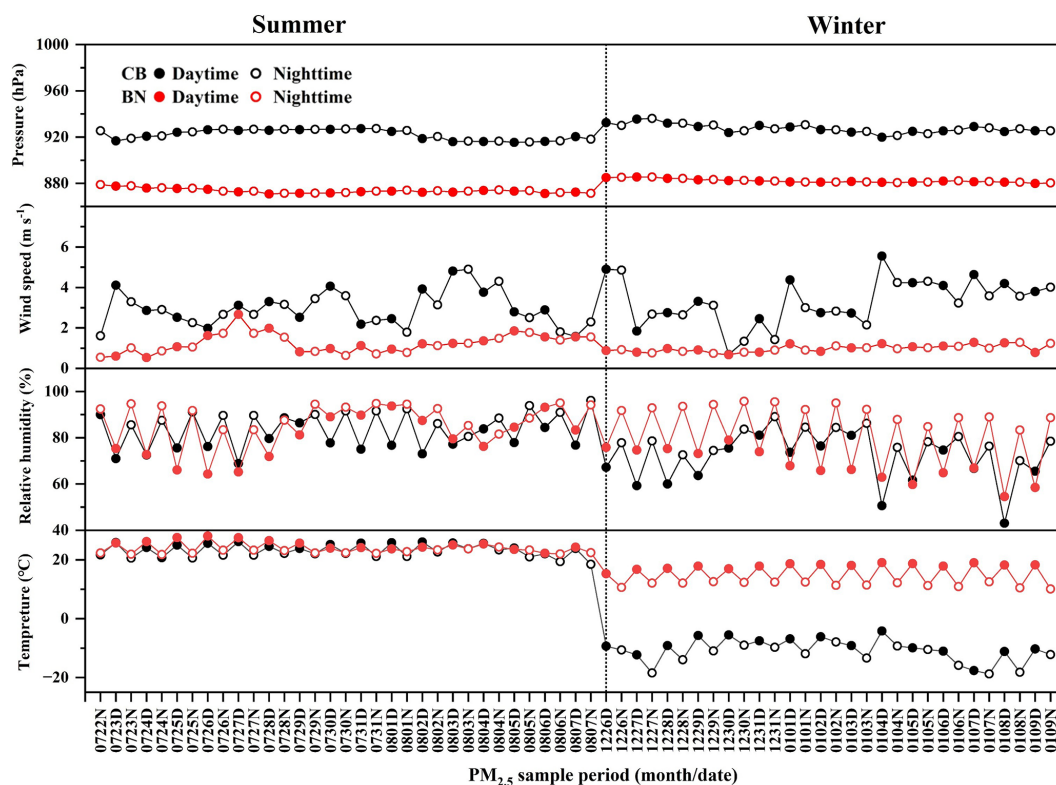 Summer Winter
1000
960
920
880
Pressure (hPa)
CB Daytime Nighttime
BN Daytime Nighttime
6
4
2
0
Wind speed (m s⁻¹)
100
80
60
40
Relative humidity (%)
20
0
−20
Tempreture (℃)
0722N 0723D 0723N 0724D 0724N 0725D 0725N 0726D 0726N 0727D 0727N 0728D 0728N 0729D 0729N 0730D 0730N 0731D 0731N 0801D 0801N 0802D 0802N 0803D 0803N 0804D 0804N 0805D 0805N 0806D 0806N 0807D 0807N 1226D 1226N 1227D 1227N 1228D 1228N 1229D 1229N 1230D 1230N 1231D 1231N 0101D 0101N 0102D 0102N 0103D 0103N 0104D 0104N 0105D 0105N 0106D 0106N 0107D 0107N 0108D 0108N 0109D 0109N
PM₂.₅ sample period (month/date)